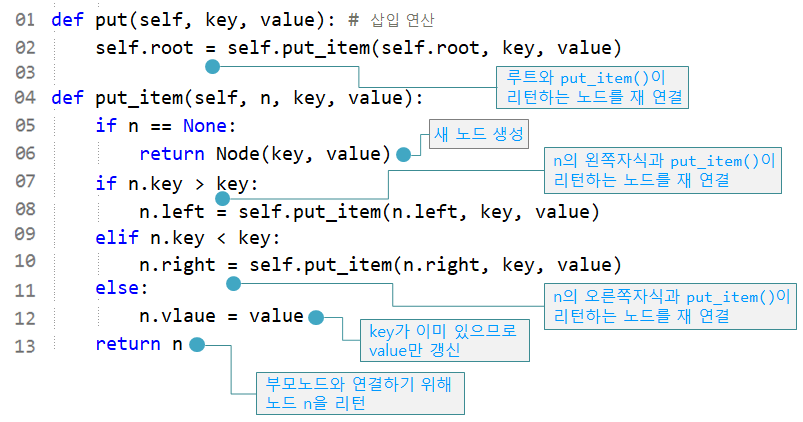 01 def put(self, key, value): # 삽입 연산
02 self.root = self.put_item(self.root, key, value)
03
루트와 put_item()이
리턴하는 노드를 재 연결
04 def put_item(self, n, key, value):
05 if n == None:
새 노드 생성
06 return Node(key, value)
n의 왼쪽자식과 put_item()이
리턴하는 노드를 재 연결
07 if n.key > key:
08 n.left = self.put_item(n.left, key, value)
09 elif n.key < key:
10 n.right = self.put_item(n.right, key, value)
11 else:
n의 오른쪽자식과 put_item()이
리턴하는 노드를 재 연결
12 n.vlaue = value
key가 이미 있으므로
value만 갱신
13 return n
부모노드와 연결하기 위해
노드 n을 리턴